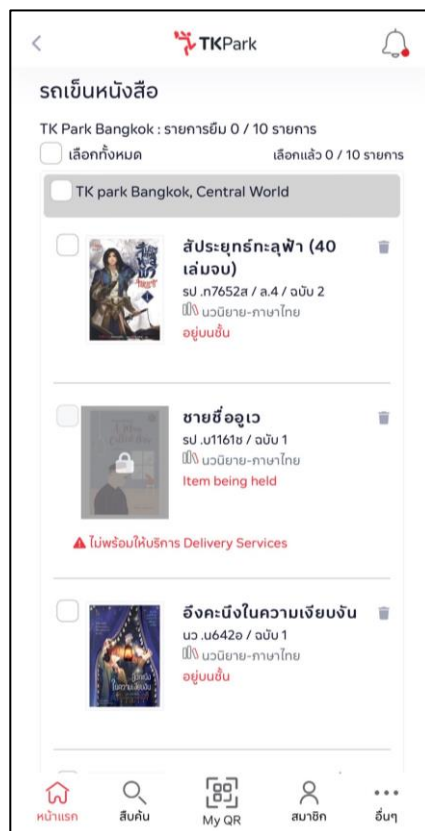 TKPark
รถเข็นหนังสือ
TK Park Bangkok : รายการยืม 0 / 10 รายการ
เลือกทั้งหมด
เลือกแล้ว 0 / 10 รายการ
TK park Bangkok, Central World
สัประยุทธ์ทะลุฟ้า (40
เล่มจบ)
รป .ท7652ส / ล.4 / ฉบับ 2
นวนิยาย-ภาษาไทย
อยู่บนชั้น
ชายชื่ออูเว
รป .บ1161ช / ฉบับ 1
นวนิยาย-ภาษาไทย
Item being held
ไม่พร้อมให้บริการ Delivery Services
อึงคะนึงในความเงียบงัน
นว .บ642อ / ฉบับ 1
นวนิยาย-ภาษาไทย
อยู่บนชั้น
หน้าแรก
สืบค้น
My QR
สมาชิก
อื่นๆ